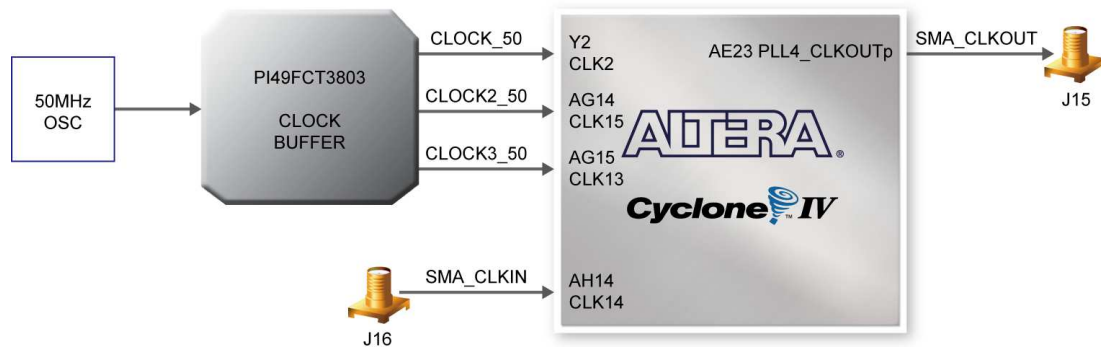 50MHz
OSC
PI49FCT3803
CLOCK
BUFFER
CLOCK_50
CLOCK2_50
CLOCK3_50
Y2
CLK2
AG14
CLK15
AG15
CLK13
AE23 PLL4_CLKOUTp
ALTERA®
Cyclone™ IV
SMA_CLKOUT
J15
J16
SMA_CLKIN
AH14
CLK14